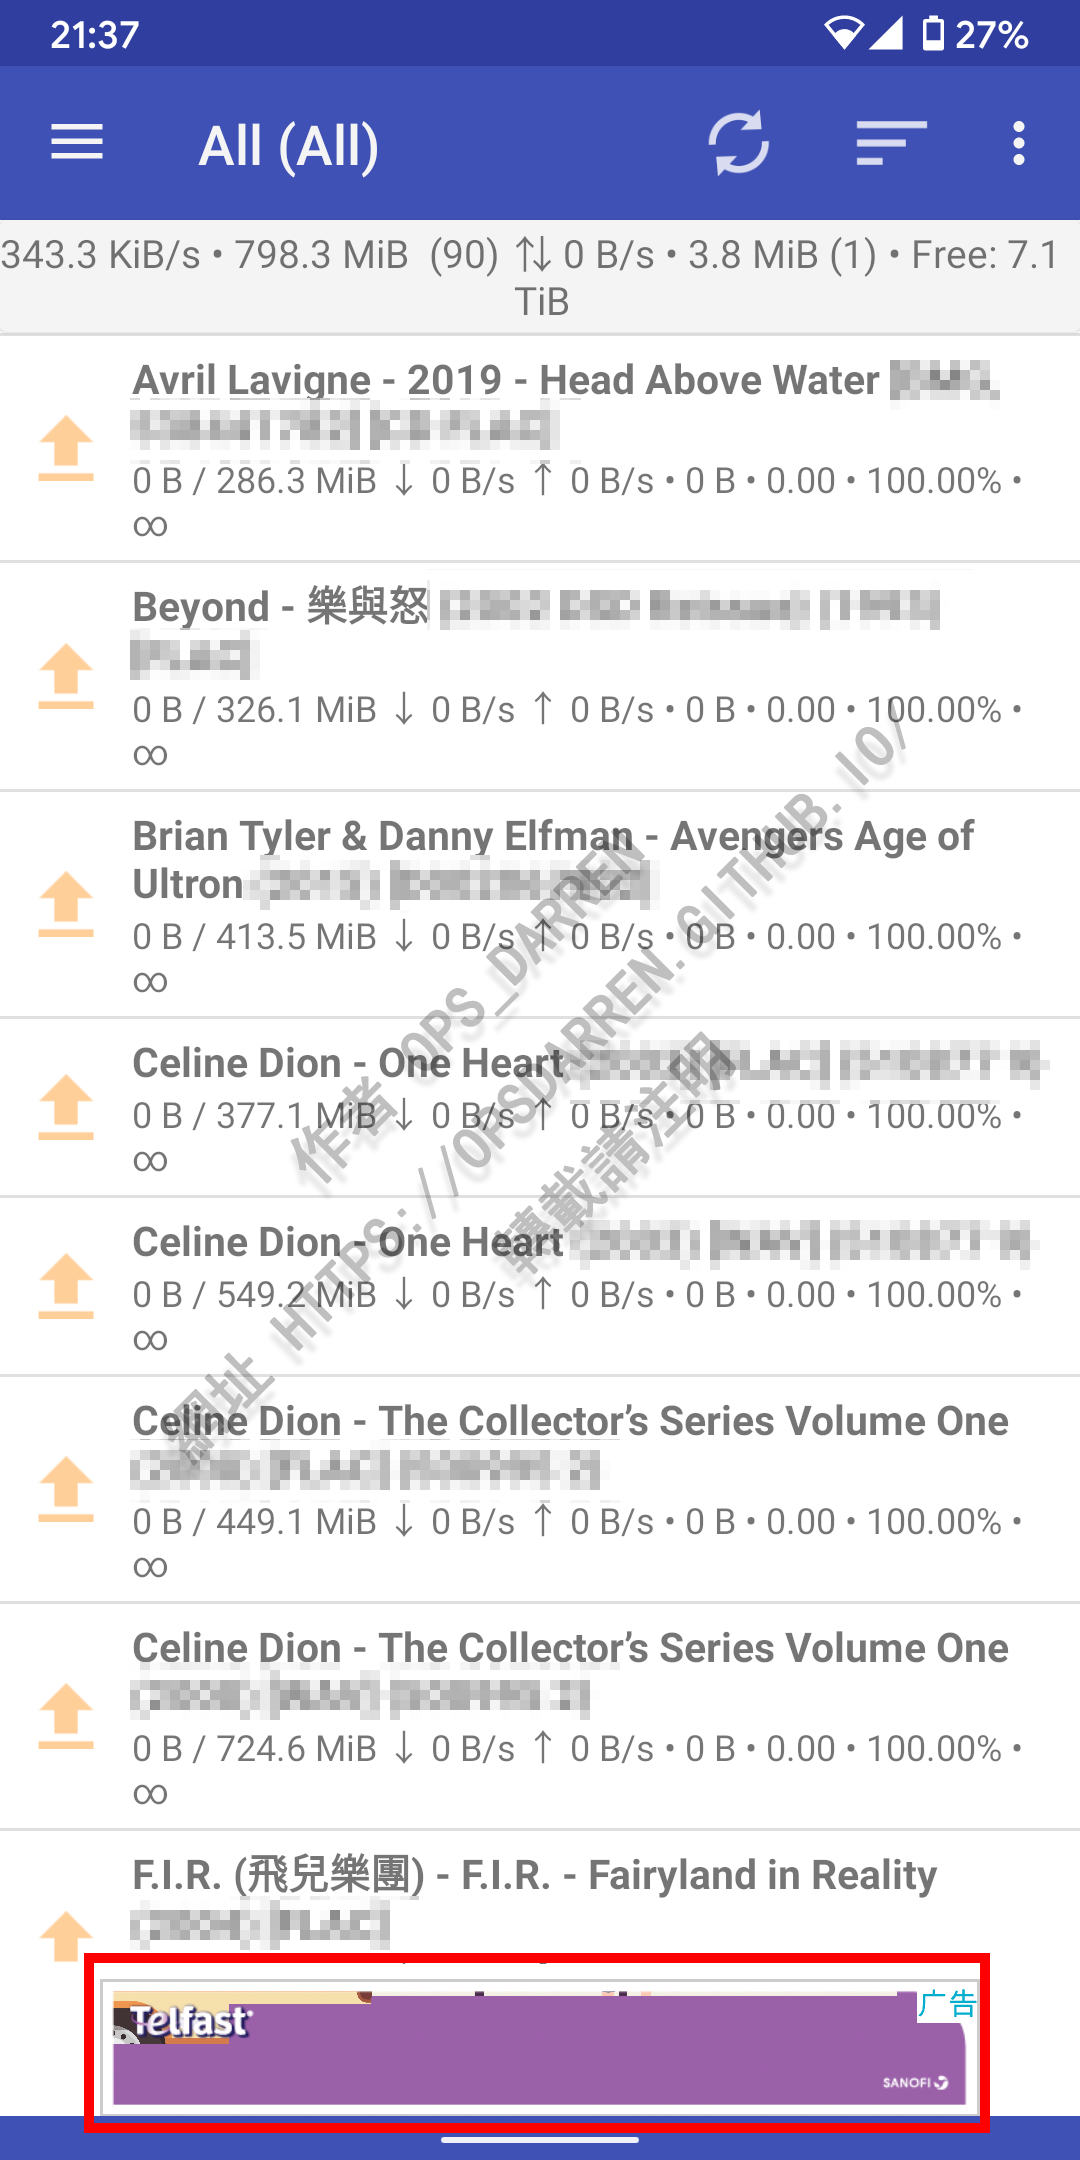 21:37
27%
All (All)
343.3 KiB/s • 798.3 MiB (90) ↑↓ 0 B/s • 3.8 MiB (1) • Free: 7.1
TiB
Avril Lavigne - 2019 - Head Above Water
0 B / 286.3 MiB ↓ 0 B/s ↑ 0 B/s • 0 B • 0.00 • 100.00% •
∞
Beyond - 樂與怒
0 B / 326.1 MiB ↓ 0 B/s ↑ 0 B/s • 0 B • 0.00 • 100.00% •
∞
Brian Tyler & Danny Elfman - Avengers Age of
Ultron
0 B / 413.5 MiB ↓ 0 B/s ↑ 0 B/s • 0 B • 0.00 • 100.00% •
∞
Celine Dion - One Heart
0 B / 377.1 MiB ↓ 0 B/s ↑ 0 B/s • 0 B • 0.00 • 100.00% •
∞
Celine Dion - One Heart
0 B / 549.2 MiB ↓ 0 B/s ↑ 0 B/s • 0 B • 0.00 • 100.00% •
∞
Celine Dion - The Collector’s Series Volume One
0 B / 449.1 MiB ↓ 0 B/s ↑ 0 B/s • 0 B • 0.00 • 100.00% •
∞
Celine Dion - The Collector’s Series Volume One
0 B / 724.6 MiB ↓ 0 B/s ↑ 0 B/s • 0 B • 0.00 • 100.00% •
∞
F.I.R. (飛兒樂團) - F.I.R. - Fairyland in Reality
作者 OPS_DARREN
網址 HTTPS://OPSDARREN.GITHUB.IO/
轉載請注明
Telfast
广告
SANOFI